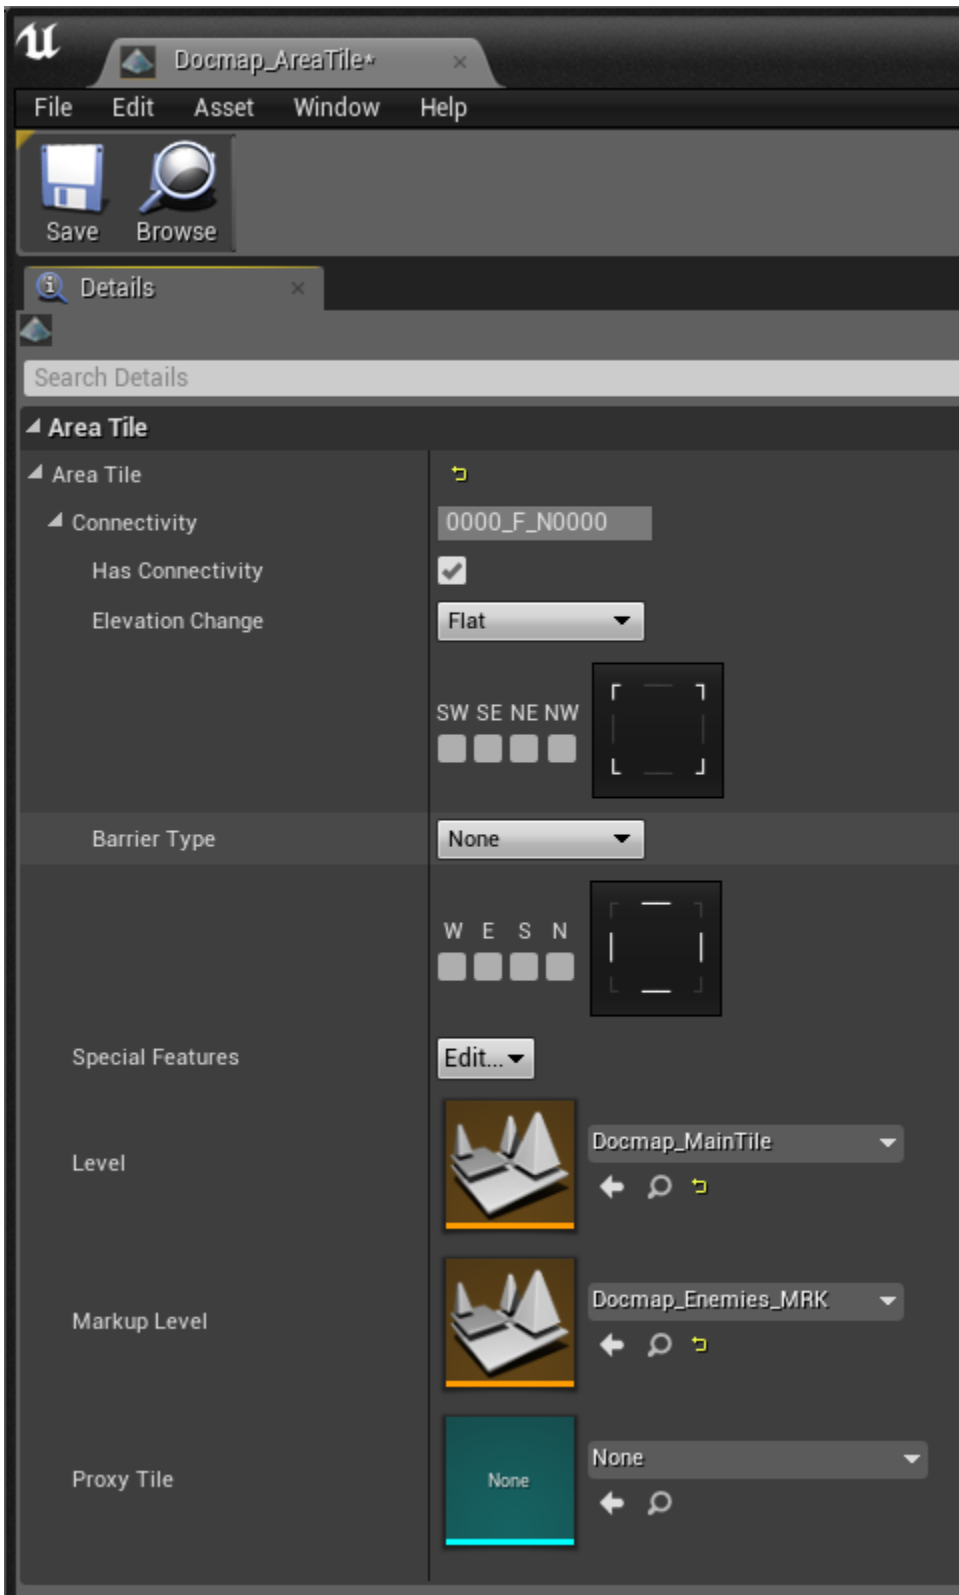 Docmap_AreaTile*
File Edit Asset Window Help
Save Browse
Details
Search Details
Area Tile
Area Tile
Connectivity 0000_F_N0000
Has Connectivity
Elevation Change Flat
SW SE NE NW
Barrier Type None
W E S N
Special Features Edit...
Level Docmap_MainTile
Markup Level Docmap_Enemies_MRK
Proxy Tile None None